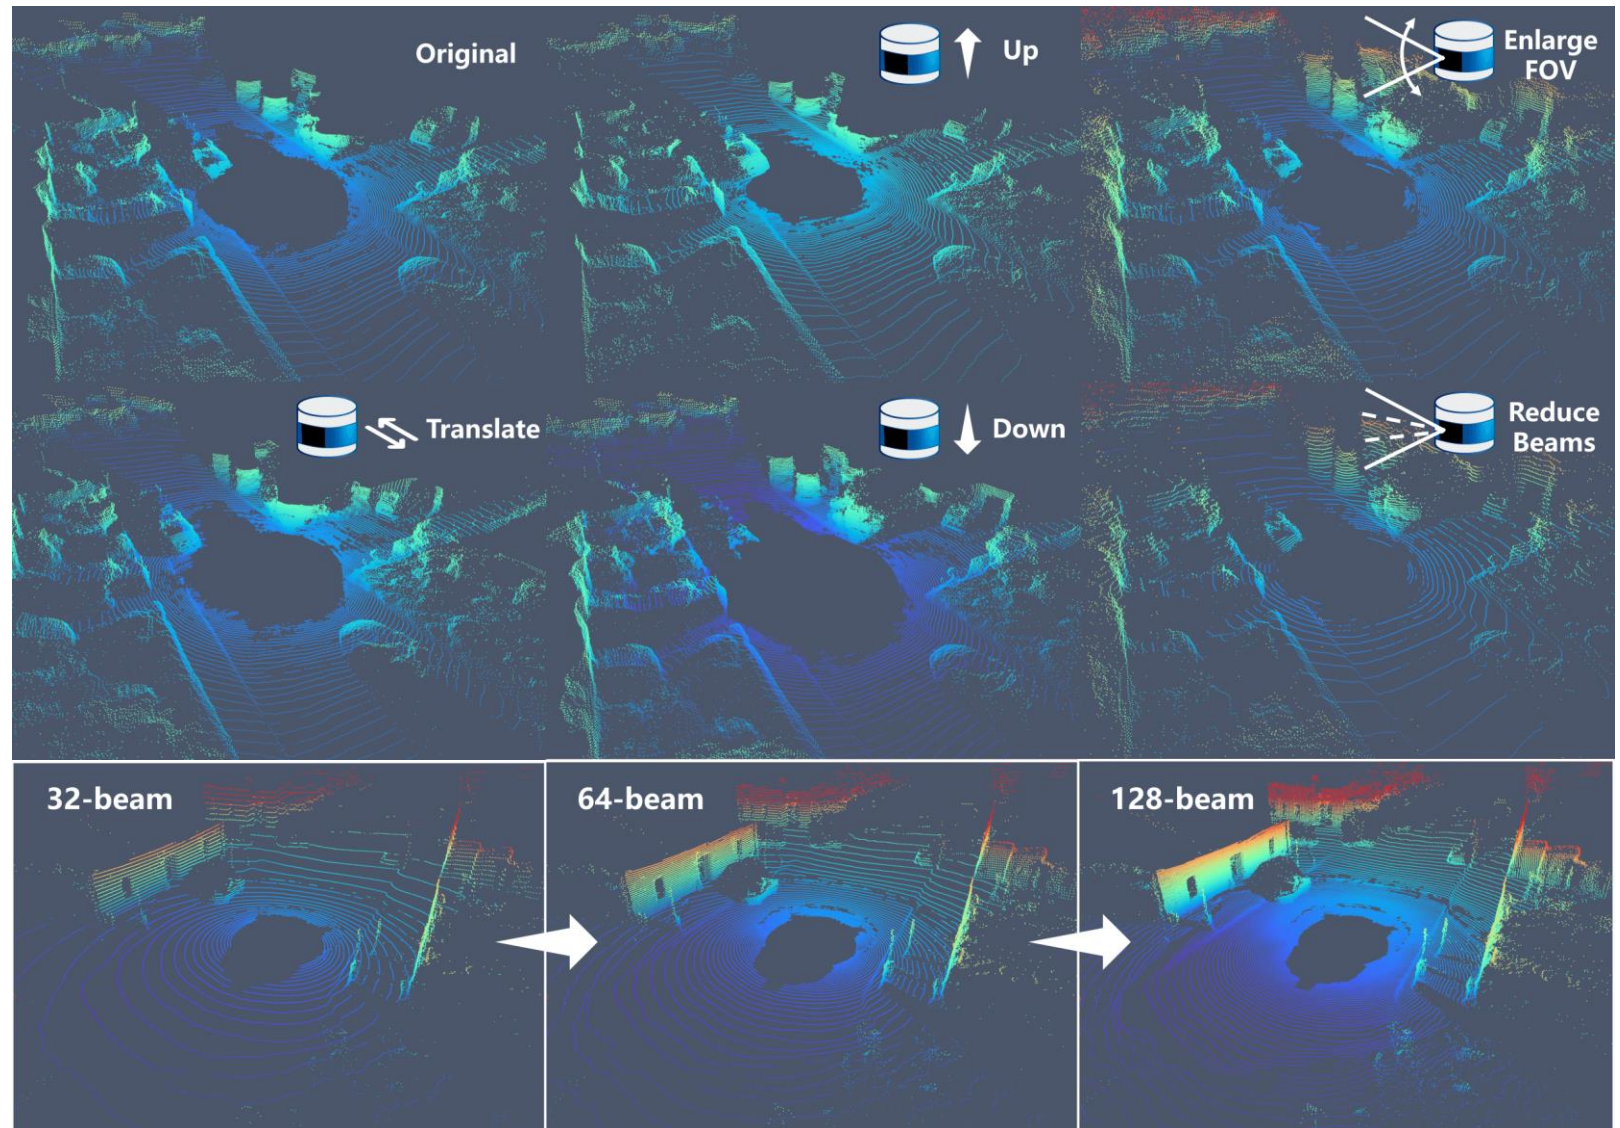 Original
Up
Enlarge
FOV
Translate
Down
Reduce
Beams
32-beam
64-beam
128-beam